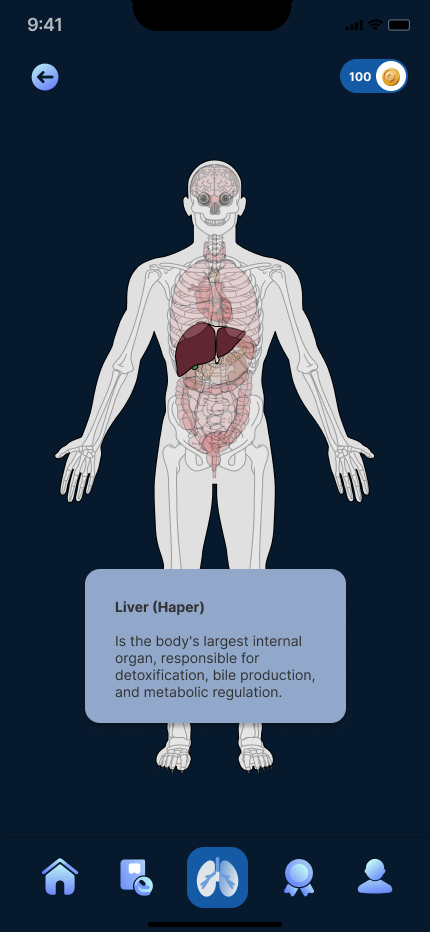 9:41
100
Liver (Haper)
Is the body's largest internal
organ, responsible for
detoxification, bile production,
and metabolic regulation.